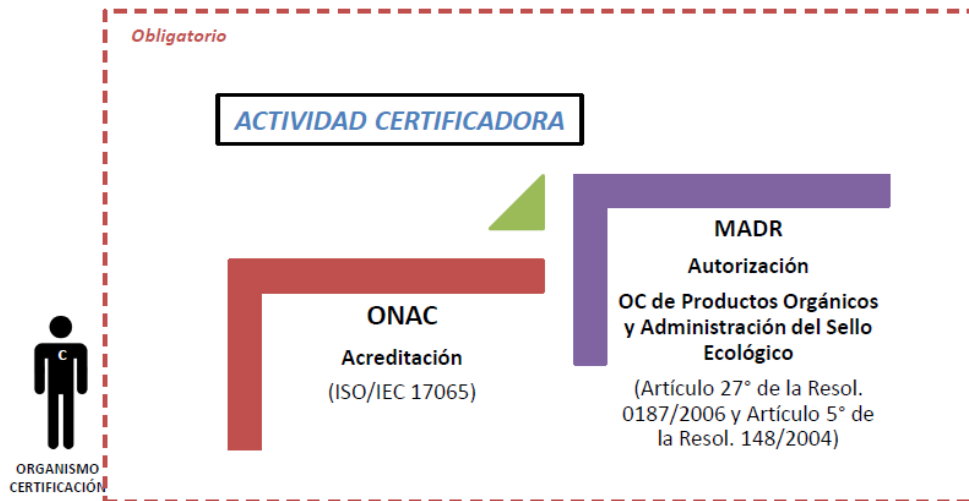 Obligatorio
ACTIVIDAD CERTIFICADORA
MADR
Autorización
OC de Productos Orgánicos
y Administración del Sello
Ecológico
(Artículo 27° de la Resol.
0187/2006 y Artículo 5° de
la Resol. 148/2004)
ONAC
Acreditación
(ISO/IEC 17065)
C
ORGANISMO
CERTIFICACIÓN